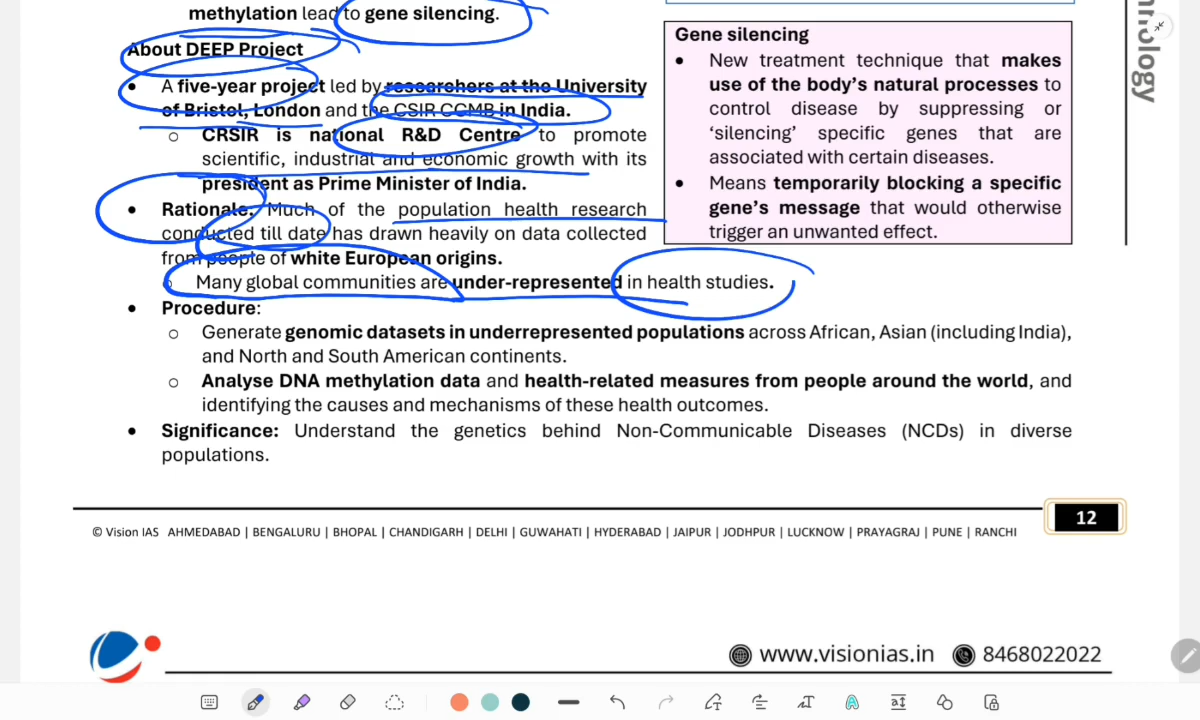 methylation lead to gene silencing.
About DEEP Project
• A five-year project led by researchers at the University
of Bristol, London and the CSIR CCMB in India.
o CRSIR is national R&D Centre to promote
scientific, industrial and economic growth with its
president as Prime Minister of India.
• Rationale: Much of the population health research
conducted till date has drawn heavily on data collected
from people of white European origins.
o Many global communities are under-represented in health studies.
Gene silencing
• New treatment technique that makes
use of the body's natural processes to
control disease by suppressing or
'silencing' specific genes that are
associated with certain diseases.
• Means temporarily blocking a specific
gene's message that would otherwise
trigger an unwanted effect.
• Procedure:
o Generate genomic datasets in underrepresented populations across African, Asian (including India),
and North and South American continents.
o Analyse DNA methylation data and health-related measures from people around the world, and
identifying the causes and mechanisms of these health outcomes.
• Significance: Understand the genetics behind Non-Communicable Diseases (NCDs) in diverse
populations.
© Vision IAS AHMEDABAD | BENGALURU | BHOPAL | CHANDIGARH | DELHI | GUWAHATI | HYDERABAD | JAIPUR | JODHPUR | LUCKNOW | PRAYAGRAJ | PUNE | RANCHI
12
www.visionias.in 8468022022